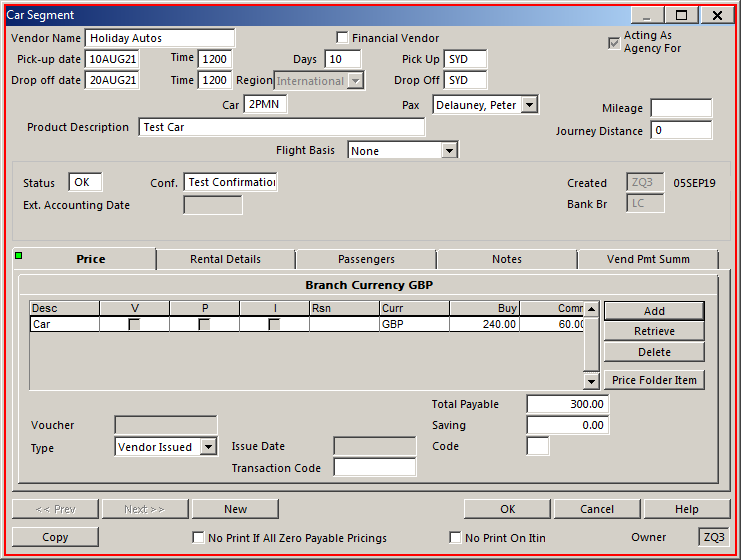 Car Segment
Vendor Name Holiday Autos Financial Vendor Acting As Agency For
Pick-up date 10AUG21 Time 1200 Days 10 Pick Up SYD
Drop off date 20AUG21 Time 1200 Region International Drop Off SYD
Car 2PMN Pax Delauney, Peter Mileage
Product Description Test Car Journey Distance 0
Flight Basis None
Status OK Conf. Test Confirmation Created ZQ3 05SEP19
Ext. Accounting Date Bank Br LC
Price Rental Details Passengers Notes Vend Pmt Summ
Branch Currency GBP
Desc V P I Rsn Curr Buy Comm Add
Car GBP 240.00 60.00 Retrieve
Delete
Price Folder Item
Total Payable 300.00
Voucher Saving 0.00
Type Vendor Issued Issue Date Code
Transaction Code
<< Prev Next >> New OK Cancel Help
Copy No Print If All Zero Payable Pricings No Print On Itin Owner ZQ3